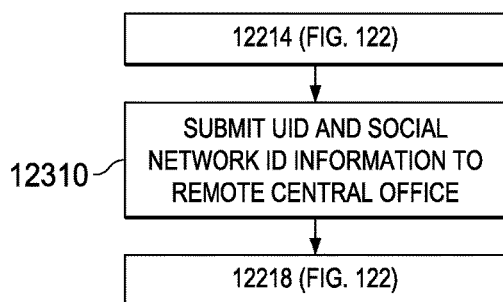 12214 (FIG. 122)
SUBMIT UID AND SOCIAL
NETWORK ID INFORMATION TO
12310
REMOTE CENTRAL OFFICE
12218 (FIG. 122)